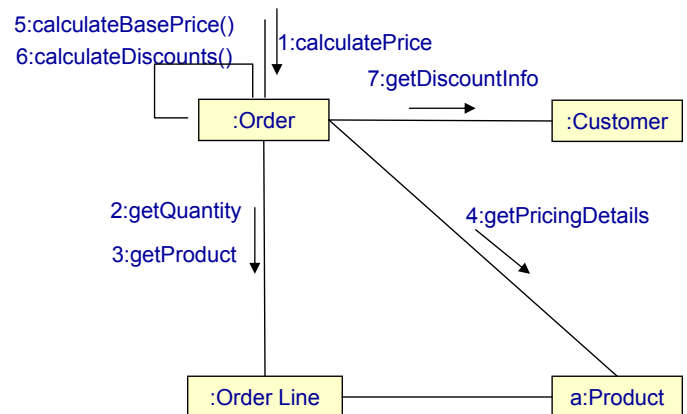 5:calculateBasePrice()
6:calculateDiscounts()
1:calculatePrice
7:getDiscountInfo
:Order
:Customer
2:getQuantity
3:getProduct
4:getPricingDetails
:Order Line
a:Product